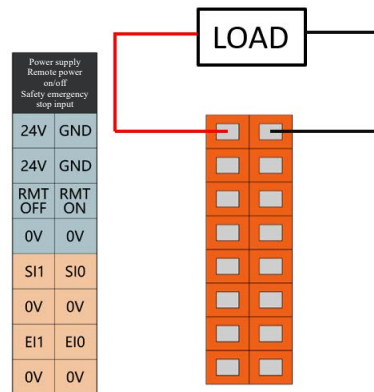 LOAD
Power supply
Remote power
on/off
Safety emergency
stop input
24V GND
24V GND
RMT OFF RMT ON
0V 0V
SI1 SI0
0V 0V
EI1 EI0
0V 0V